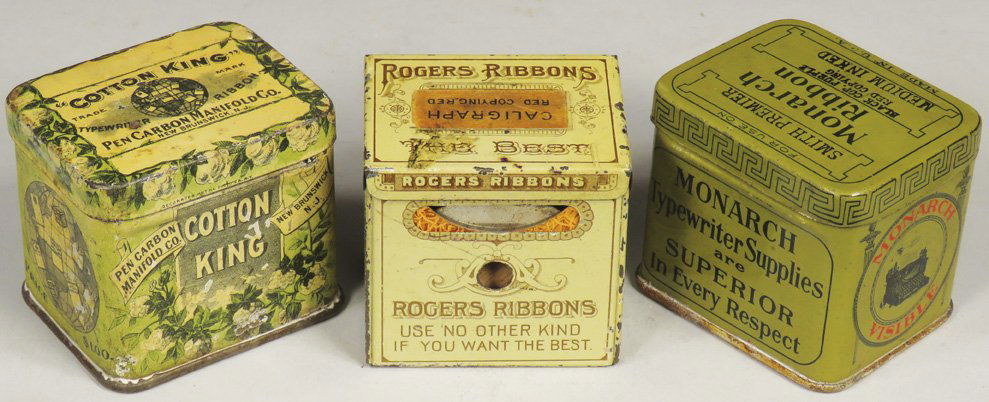 "COTTON KING"
TRADE MARK
TYPEWRITER RIBBON
PEN CARBON MANIFOLD CO.
NEW BRUNSWICK
COTTON
KING
PEN CARBON
MANIFOLD CO.
NEW BRUNSWICK
N-J
ROGERS RIBBONS
CALIGRAPH
RED COPYING, RED
THE BEST
ROGERS RIBBONS
ROGERS RIBBONS
USE NO OTHER KIND
IF YOU WANT THE BEST.
MADE IN U.S.A.
MEDIUM INKED
Monarch
Ribbon
SMITH PREMIER
FOR USE ON
MONARCH
Typewriter Supplies
are
SUPERIOR
In Every Respect
MONARCH
VISIBLE